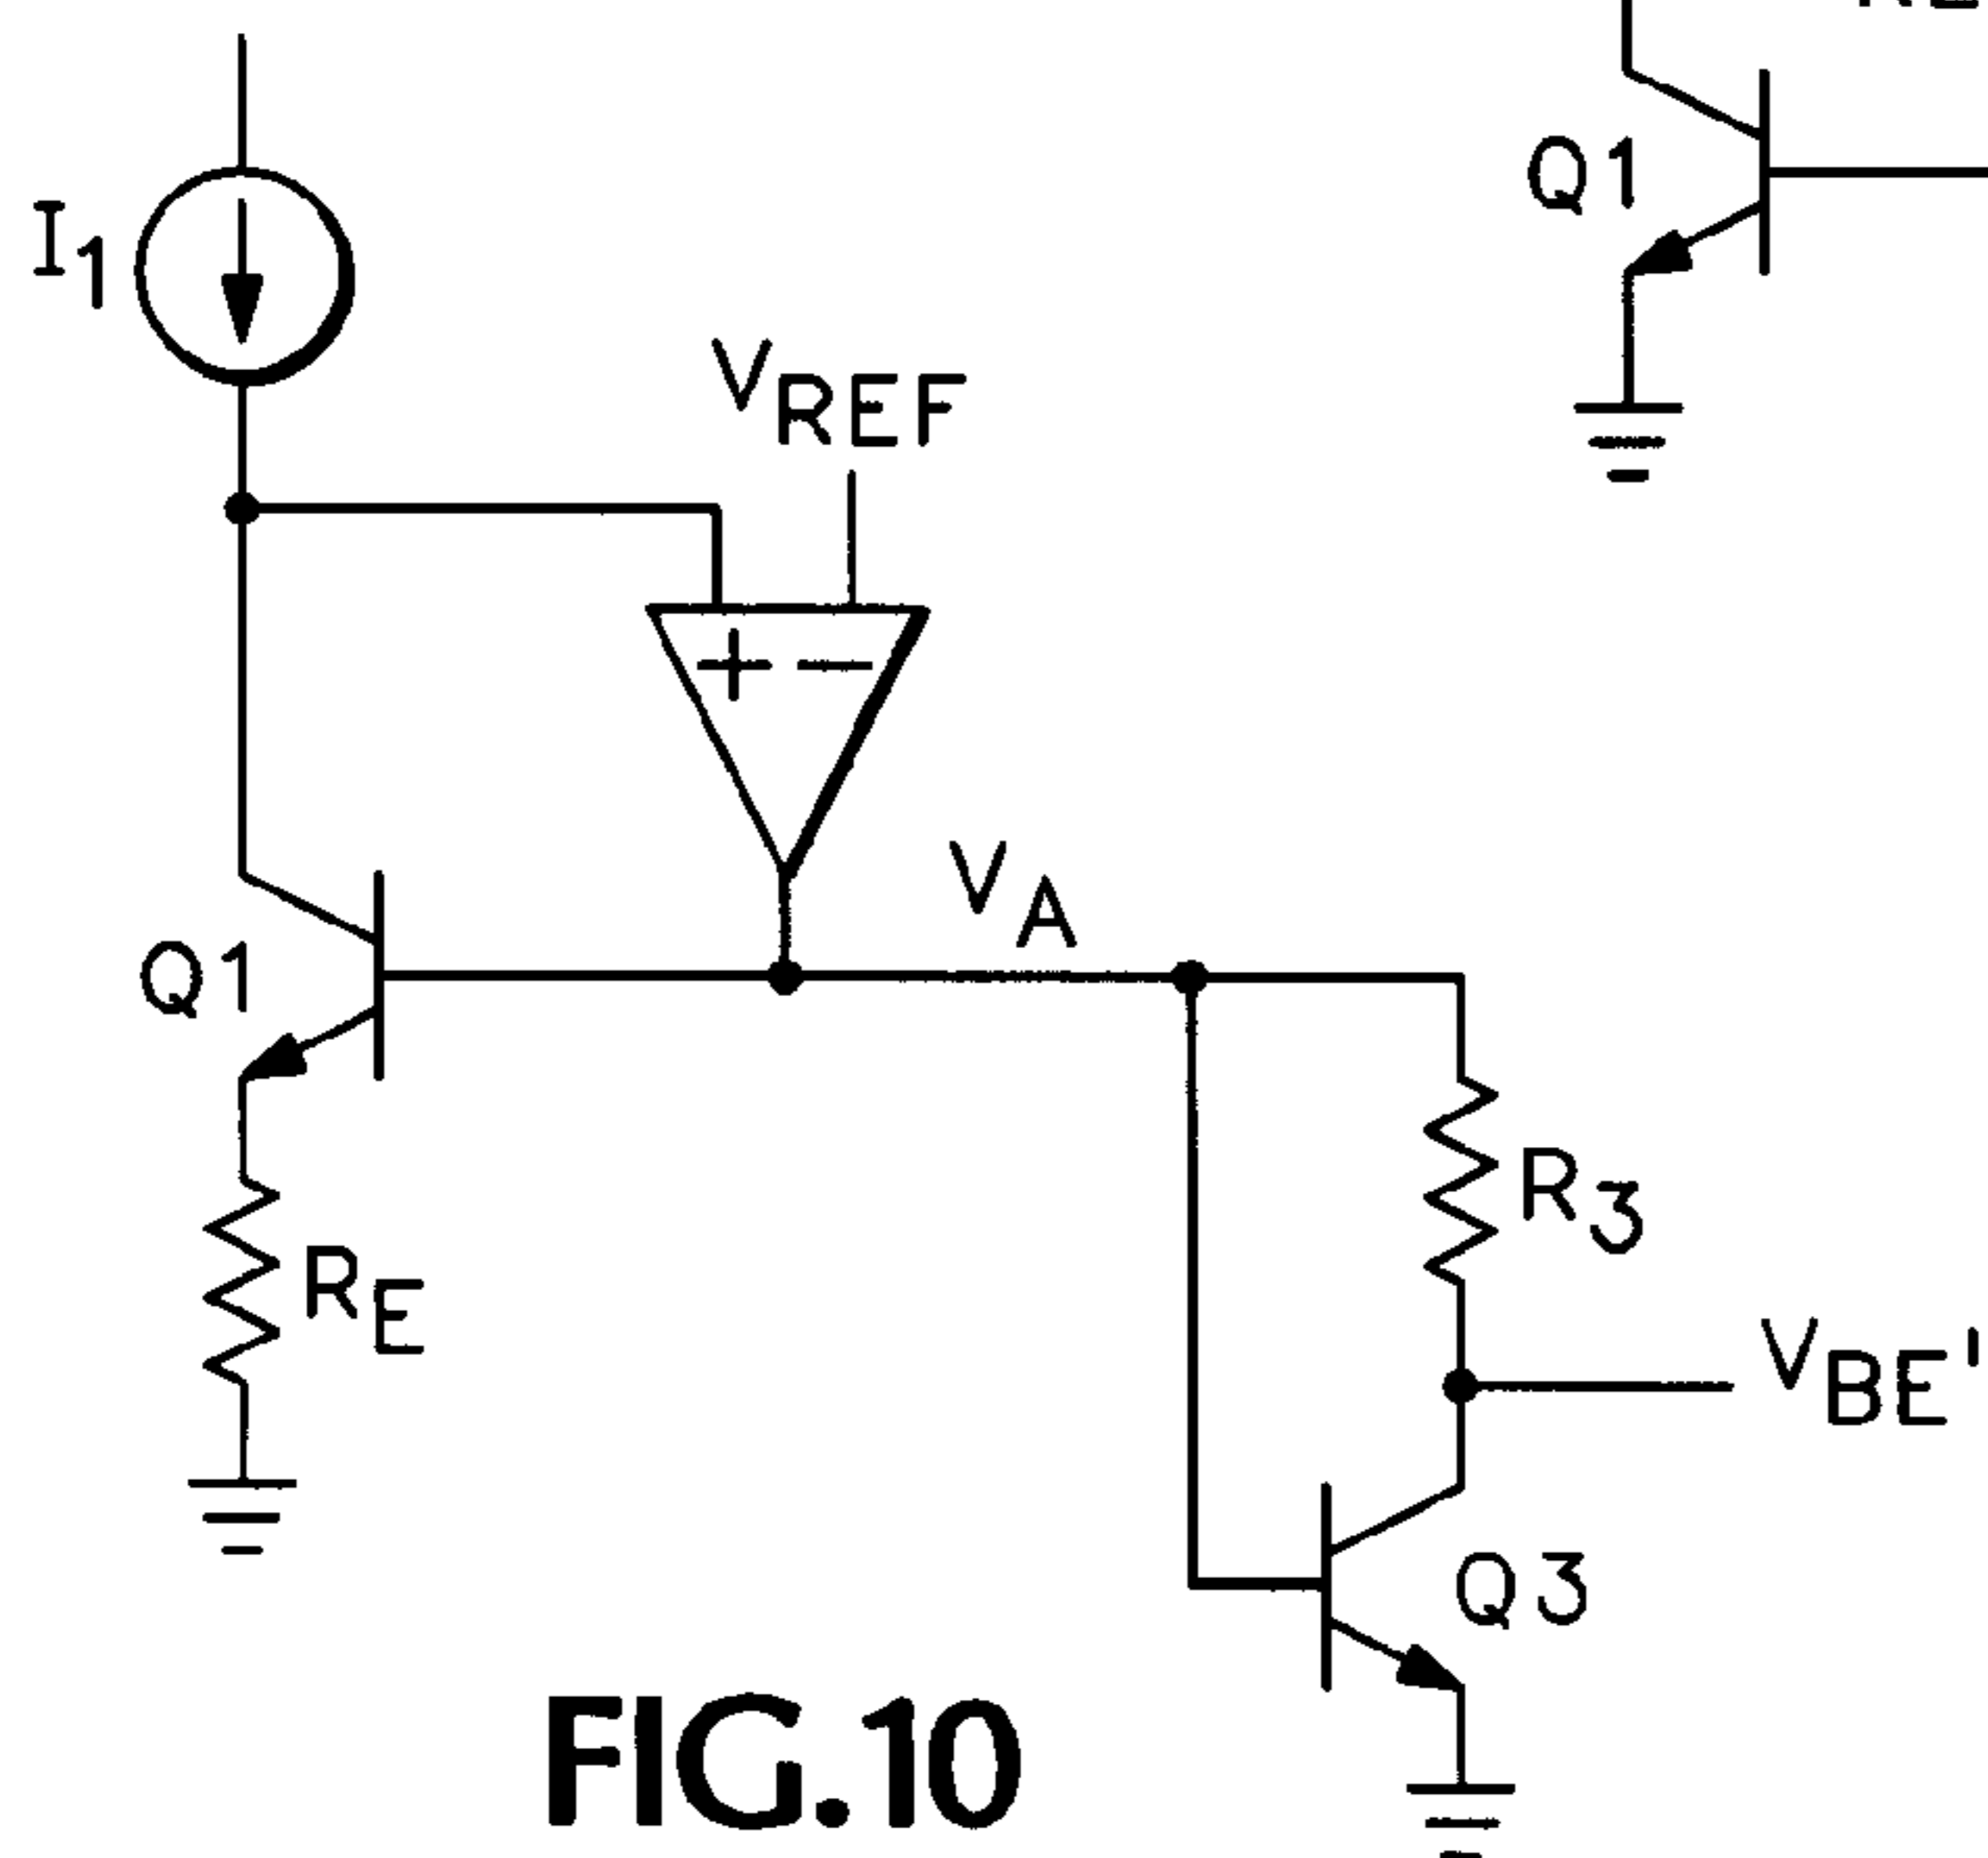 Q1
I1
VREF
+ −
VA
Q1
R3
RE
VBE'
Q3
FIG.10